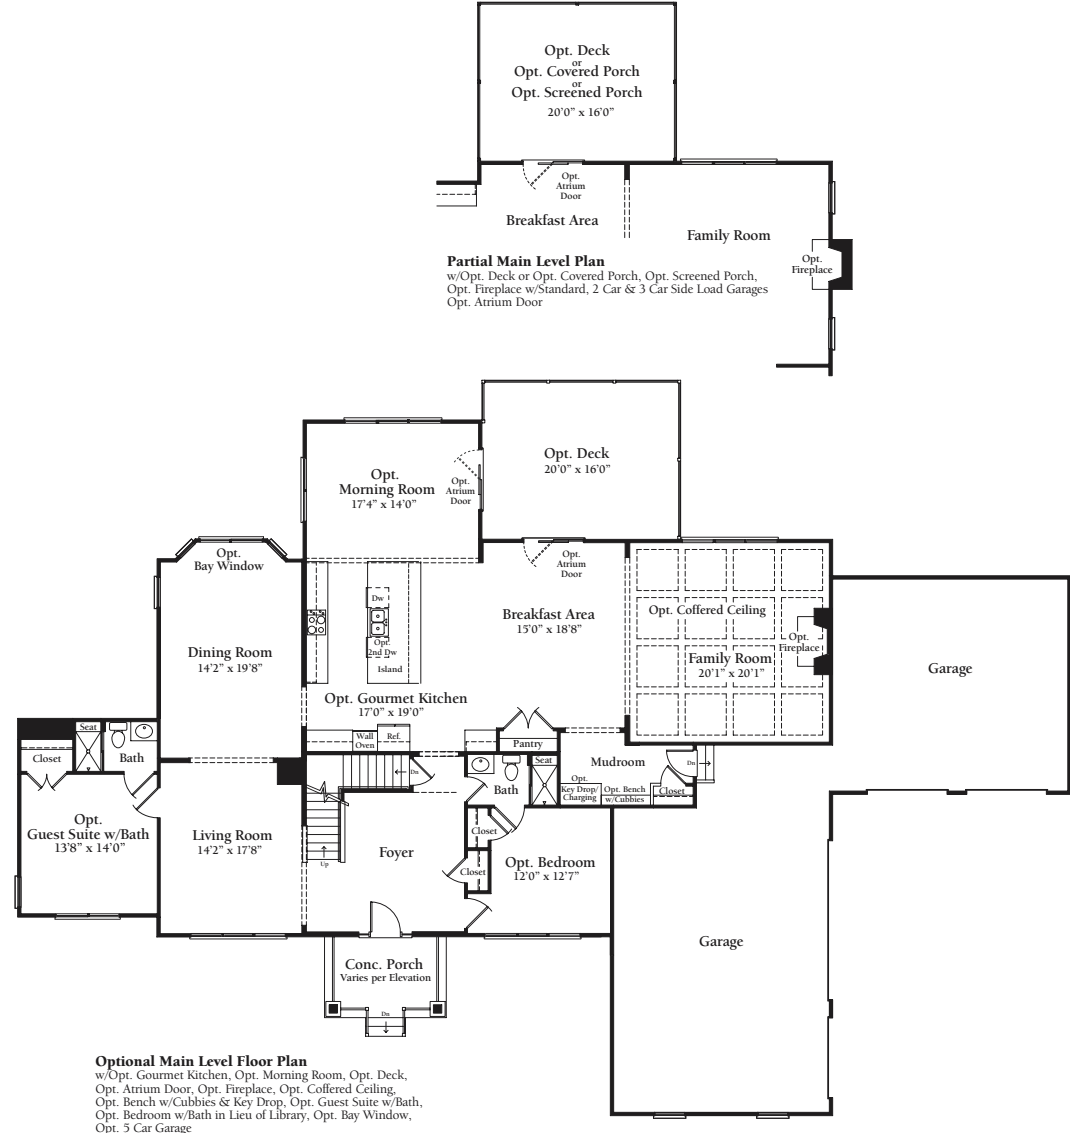 Opt. Deck
or
Opt. Covered Porch
or
Opt. Screened Porch
20'0" x 16'0"
Opt.
Atrium
Door
Breakfast Area
Family Room
Opt.
Fireplace
Partial Main Level Plan
w/Opt. Deck or Opt. Covered Porch, Opt. Screened Porch,
Opt. Fireplace w/Standard, 2 Car & 3 Car Side Load Garages
Opt. Atrium Door
Opt. Deck
20'0" x 16'0"
Opt.
Morning Room
17'4" x 14'0"
Opt.
Atrium
Door
Opt.
Bay Window
Opt.
Atrium
Door
Dw
Opt.
2nd Dw
Island
Breakfast Area
15'0" x 18'8"
Opt. Coffered Ceiling
Opt.
Fireplace
Family Room
20'1" x 20'1"
Garage
Dining Room
14'2" x 19'8"
Opt. Gourmet Kitchen
17'0" x 19'0"
Wall
Oven
Ref.
Pantry
Seat
Closet
Bath
Dn
Bath
Seat
Mudroom
Dn
Opt.
Key Drop/
Charging
Opt. Bench
w/Cubbies
Closet
Opt.
Guest Suite w/Bath
13'8" x 14'0"
Living Room
14'2" x 17'8"
Up
Foyer
Closet
Closet
Opt. Bedroom
12'0" x 12'7"
Garage
Conc. Porch
Varies per Elevation
Dn
Optional Main Level Floor Plan
w/Opt. Gourmet Kitchen, Opt. Morning Room, Opt. Deck,
Opt. Atrium Door, Opt. Fireplace, Opt. Coffered Ceiling,
Opt. Bench w/Cubbies & Key Drop, Opt. Guest Suite w/Bath,
Opt. Bedroom w/Bath in Lieu of Library, Opt. Bay Window,
Opt. 5 Car Garage